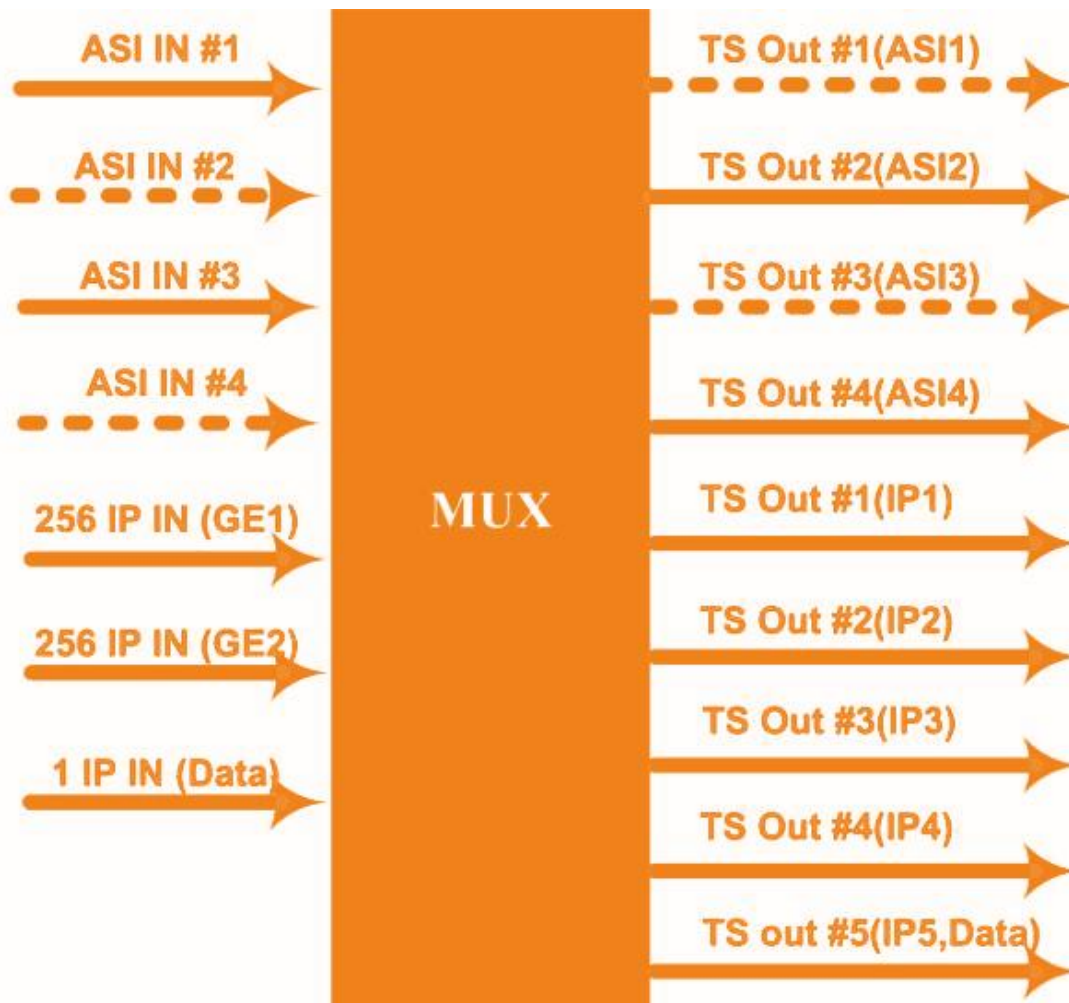 ASI IN #1
ASI IN #2
ASI IN #3
ASI IN #4
256 IP IN (GE1)
256 IP IN (GE2)
1 IP IN (Data)
MUX
TS Out #1(ASI1)
TS Out #2(ASI2)
TS Out #3(ASI3)
TS Out #4(ASI4)
TS Out #1(IP1)
TS Out #2(IP2)
TS Out #3(IP3)
TS Out #4(IP4)
TS out #5(IP5,Data)